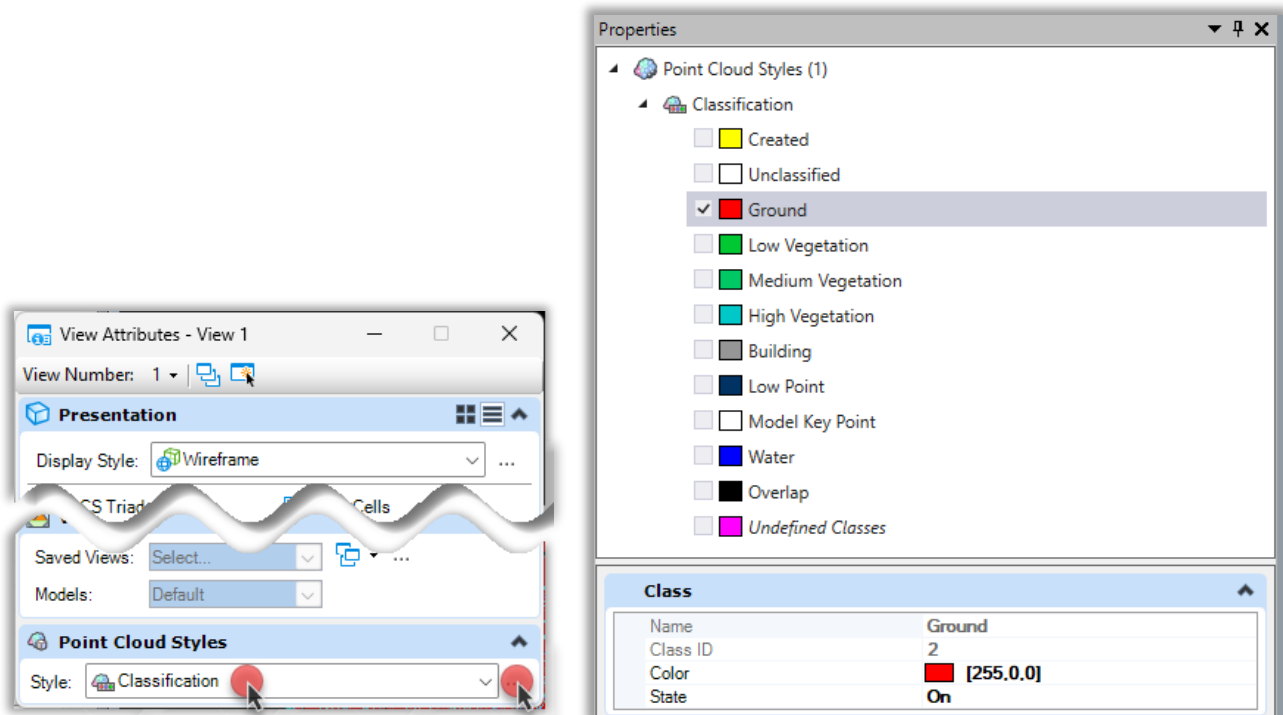 View Attributes - View 1
View Number: 1
Presentation
Display Style: Wireframe
CS Triad
Cells
Saved Views: Select... ...
Models: Default
Point Cloud Styles
Style: Classification
Properties
Point Cloud Styles (1)
Classification
Created
Unclassified
Ground
Low Vegetation
Medium Vegetation
High Vegetation
Building
Low Point
Model Key Point
Water
Overlap
Undefined Classes
Class
Name Ground
Class ID 2
Color [255,0,0]
State On